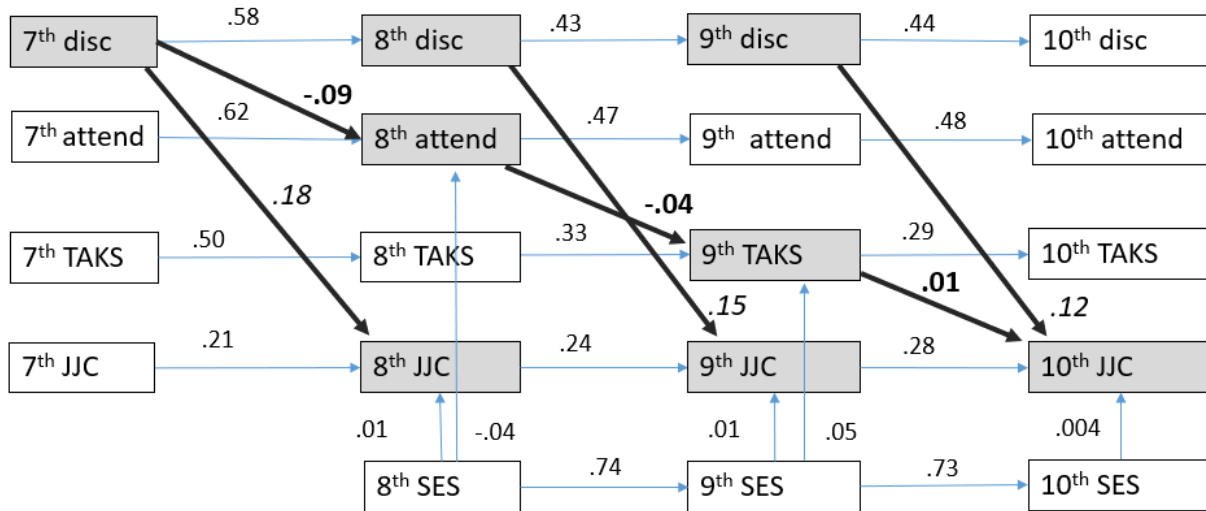 7th disc
.58
8th disc
.43
9th disc
.44
10th disc
-.09
7th attend
.62
8th attend
.47
9th attend
.48
10th attend
.18
-.04
7th TAKS
.50
8th TAKS
.33
9th TAKS
.29
10th TAKS
.01
.15
.12
7th JJC
.21
8th JJC
.24
9th JJC
.28
10th JJC
.01
-.04
.01
.05
.004
8th SES
.74
9th SES
.73
10th SES